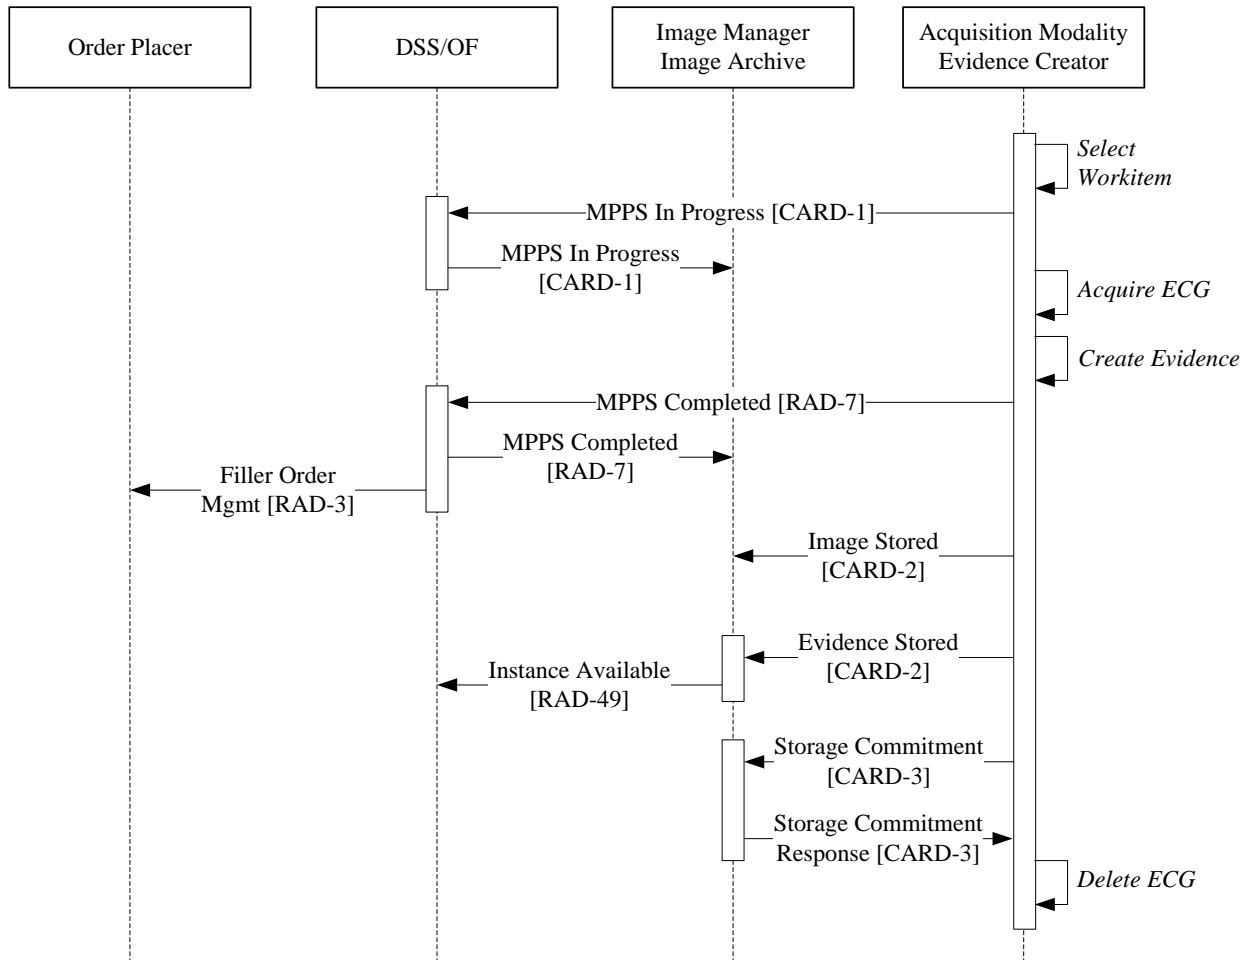 Order Placer
DSS/OF
Image Manager
Image Archive
Acquisition Modality
Evidence Creator
Select
Workitem
MPPS In Progress [CARD-1]
MPPS In Progress
[CARD-1]
Acquire ECG
Create Evidence
MPPS Completed [RAD-7]
MPPS Completed
[RAD-7]
Filler Order
Mgmt [RAD-3]
Image Stored
[CARD-2]
Evidence Stored
[CARD-2]
Instance Available
[RAD-49]
Storage Commitment
[CARD-3]
Storage Commitment
Response [CARD-3]
Delete ECG